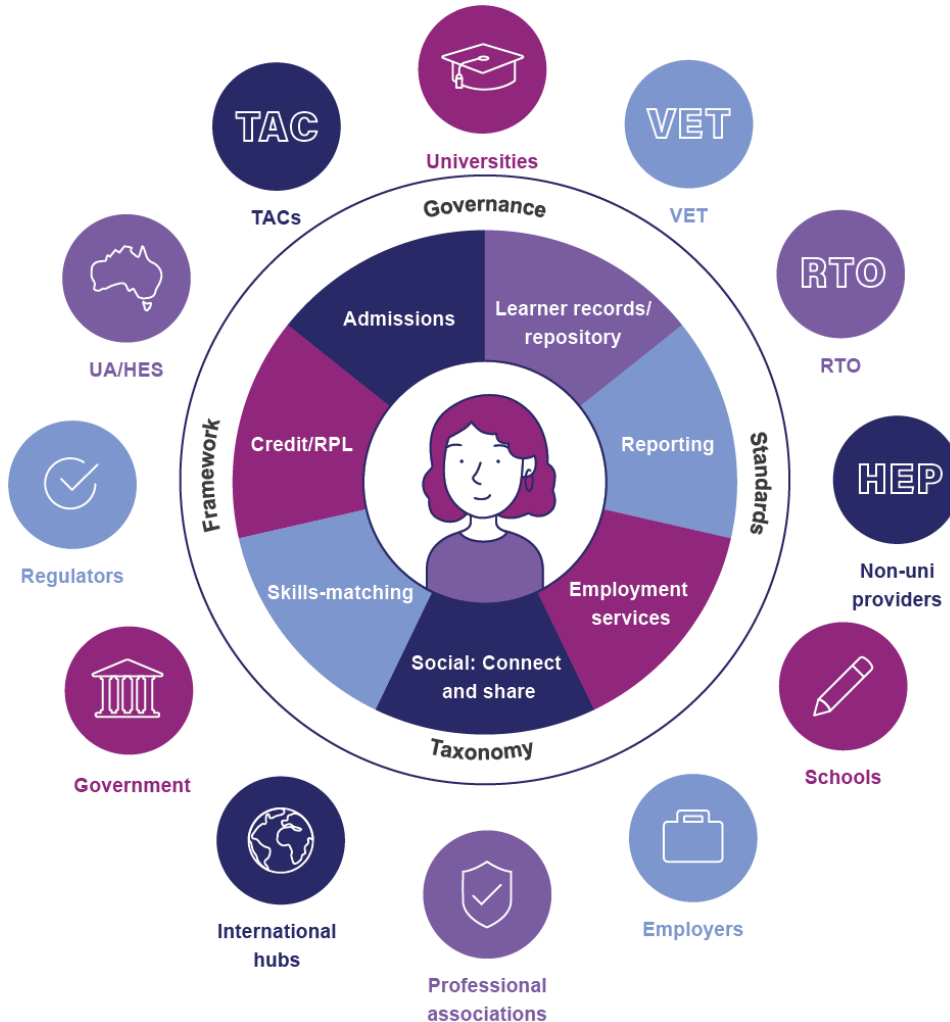 TAC
TACs
Universities
VET
VET
RTO
RTO
HEP
Non-uni
providers
Schools
Employers
Professional
associations
International
hubs
Government
Regulators
UA/HES
Governance
Standards
Taxonomy
Framework
Admissions
Learner records/
repository
Reporting
Employment
services
Social: Connect
and share
Skills-matching
Credit/RPL